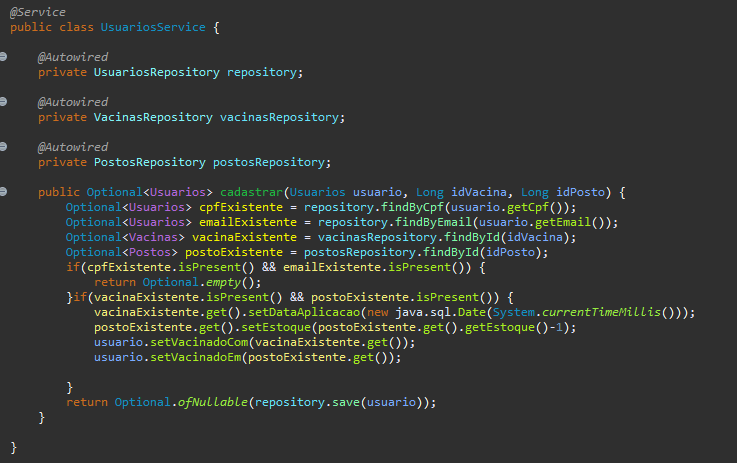 @Service
public class UsuariosService {
@Autowired
private UsuariosRepository repository;
@Autowired
private VacinasRepository vacinasRepository;
@Autowired
private PostosRepository postosRepository;
public Optional<Usuarios> cadastrar(Usuarios usuario, Long idVacina, Long idPosto) {
Optional<Usuarios> cpfExistente = repository.findByCpf(usuario.getCpf());
Optional<Usuarios> emailExistente = repository.findByEmail(usuario.getEmail());
Optional<Vacinas> vacinaExistente = vacinasRepository.findById(idVacina);
Optional<Postos> postoExistente = postosRepository.findById(idPosto);
if(cpfExistente.isPresent() && emailExistente.isPresent()) {
return Optional.empty();
}if(vacinaExistente.isPresent() && postoExistente.isPresent()) {
vacinaExistente.get().setDataAplicacao(new java.sql.Date(System.currentTimeMillis()));
postoExistente.get().setEstoque(postoExistente.get().getEstoque()-1);
usuario.setVacinadoCom(vacinaExistente.get());
usuario.setVacinadoEm(postoExistente.get());
}
return Optional.ofNullable(repository.save(usuario));
}
}